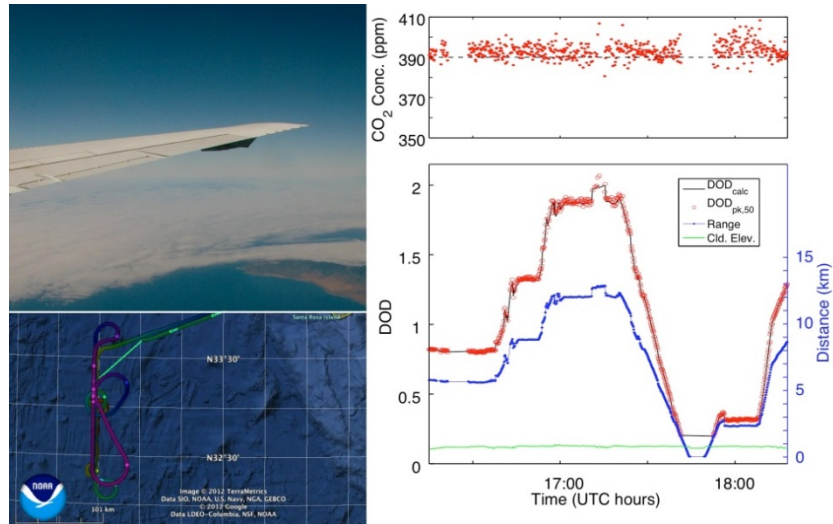 Santa Rosa Island
N33°30'
N32°30'
NOAA
101 km
Image © 2012 TerraMetrics
Data SIO, NOAA, U.S. Navy, NGA, GEBCO
© 2012 Google
Data LDEO-Columbia, NSF, NOAA
CO2 Conc. (ppm)
410
390
380
370
350
DOD
2
1.5
1
0.5
0
DODcalc
DODpk,50
Range
Cld. Elev.
15
10
5
0
Distance (km)
17:00
18:00
Time (UTC hours)